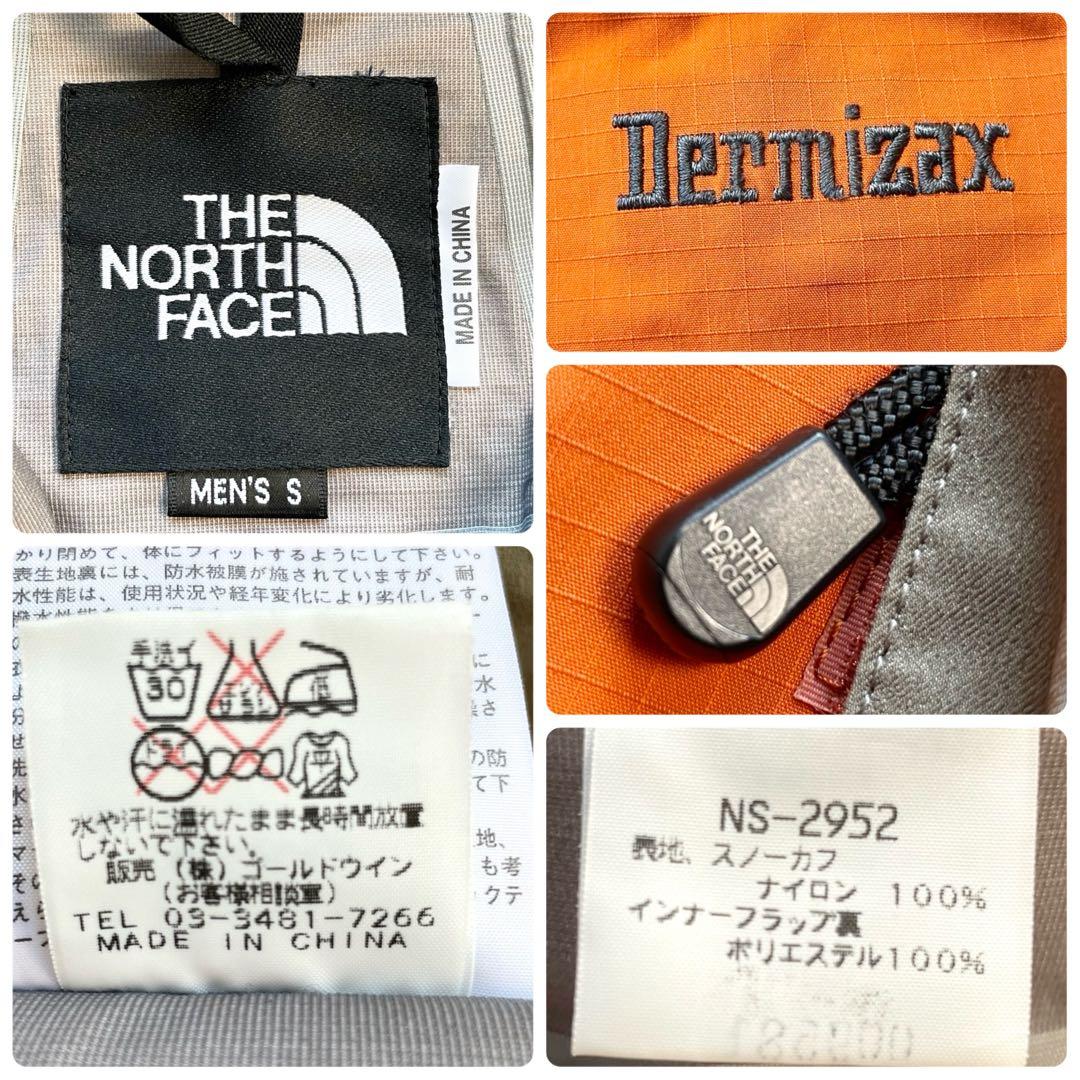 THE
NORTH
FACE
MADE IN CHINA
MEN'S S
Dermizax
THE
NORTH
FACE
かり閉めて、体にフィットするようにして下さい。
表生地裏には、防水被膜が施されていますが、耐
水性能は、使用状況や経年変化により劣化します。
手洗イ
30
低
ドライ
平
水や汗に濡れたまま長時間放置
しないで下さい。
販売 (株)ゴールドウイン
(お客様相談室)
TEL 03-3481-7266
MADE IN CHINA
NS-2952
表地、スノーカフ
ナイロン 100%
インナーフラップ裏
ポリエステル100%